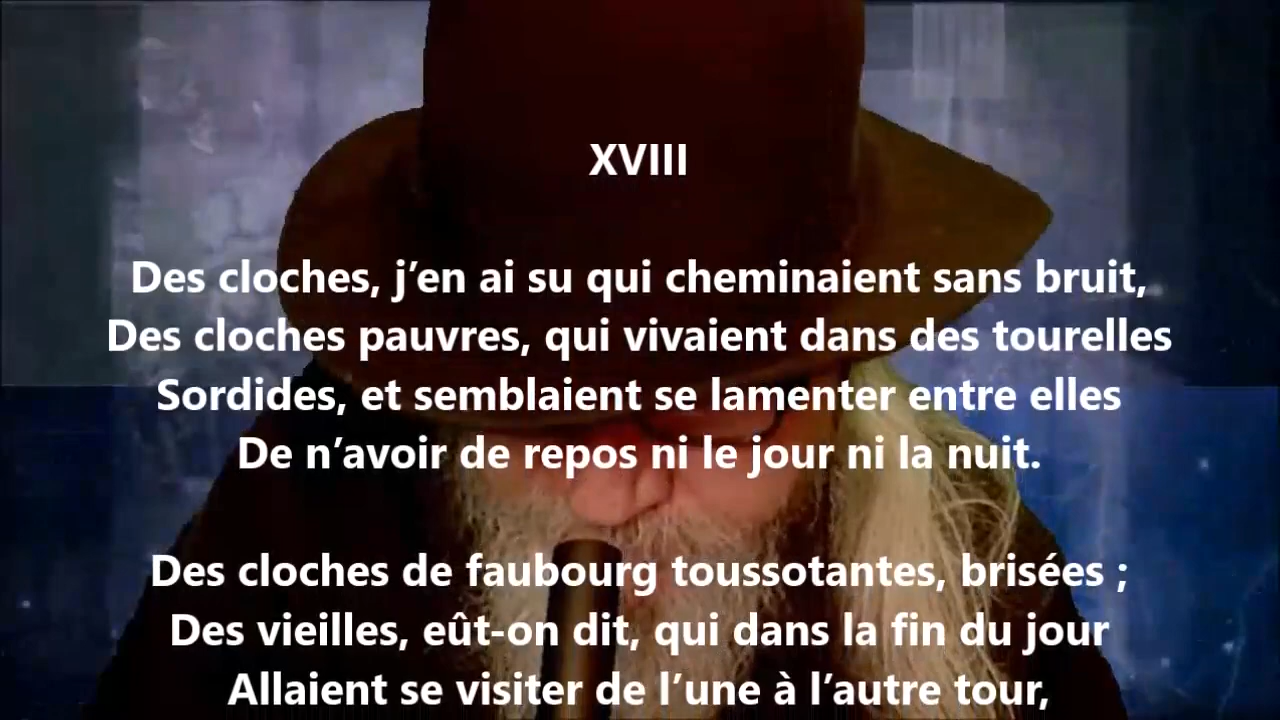 XVIII
Des cloches, j’en ai su qui cheminaient sans bruit,
Des cloches pauvres, qui vivaient dans des tourelles
Sordides, et semblaient se lamenter entre elles
De n’avoir de repos ni le jour ni la nuit.
Des cloches de faubourg toussotantes, brisées ;
Des vieilles, eût-on dit, qui dans la fin du jour
Allaient se visiter de l’une à l’autre tour,